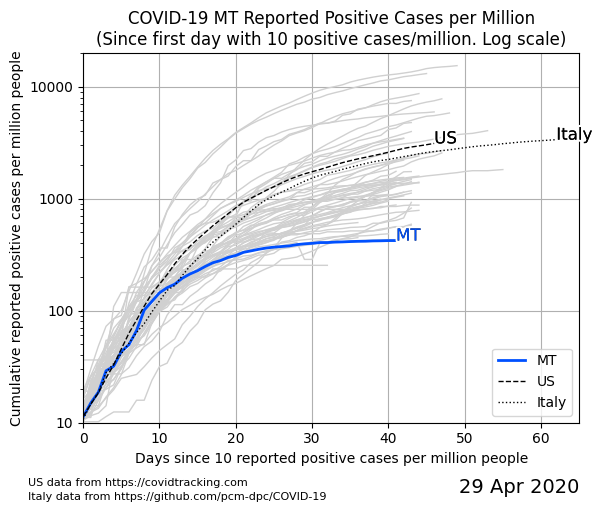 COVID-19 MT Reported Positive Cases per Million
(Since first day with 10 positive cases/million. Log scale)
Cumulative reported positive cases per million people
10000
1000
100
10
US
Italy
MT
MT
US
Italy
0 10 20 30 40 50 60
Days since 10 reported positive cases per million people
US data from https://covidtracking.com
Italy data from https://github.com/pcm-dpc/COVID-19
29 Apr 2020